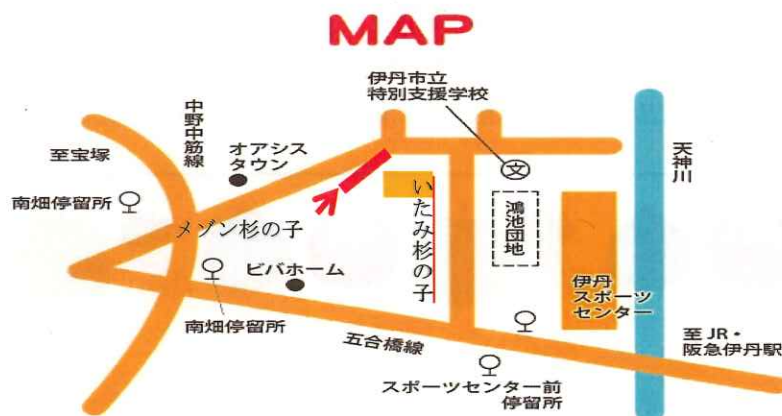 MAP
伊丹市立
特別支援学校
中野中筋線
至宝塚
オアシス
タウン
天神川
南畑停留所
いたみ杉の子
鴻池団地
メゾン杉の子
ビバホーム
伊丹
スポーツ
センター
南畑停留所
五合橋線
至JR・
阪急伊丹駅
スポーツセンター前
停留所
文